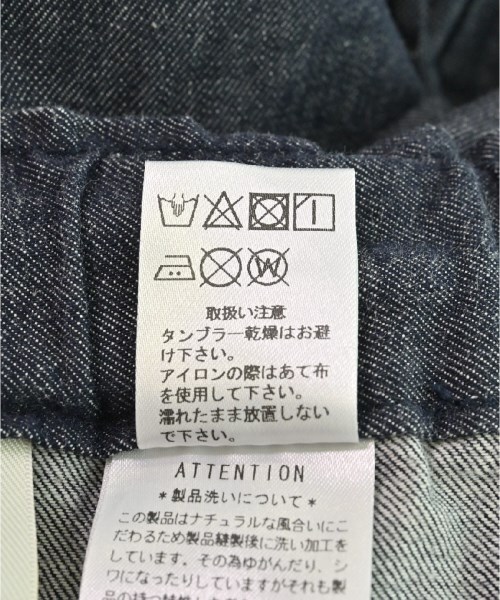 取扱い注意
タンブラー乾燥はお避
け下さい。
アイロンの際はあて布
を使用して下さい。
濡れたまま放置しない
で下さい。
ATTENTION
*製品洗いについて*
この製品はナチュラルな風合いにこ
だわるため製品縫製後に洗い加工を
しています。その為ゆがんだり、シ
ワになったりしていますがそれも製
品の持つ特性